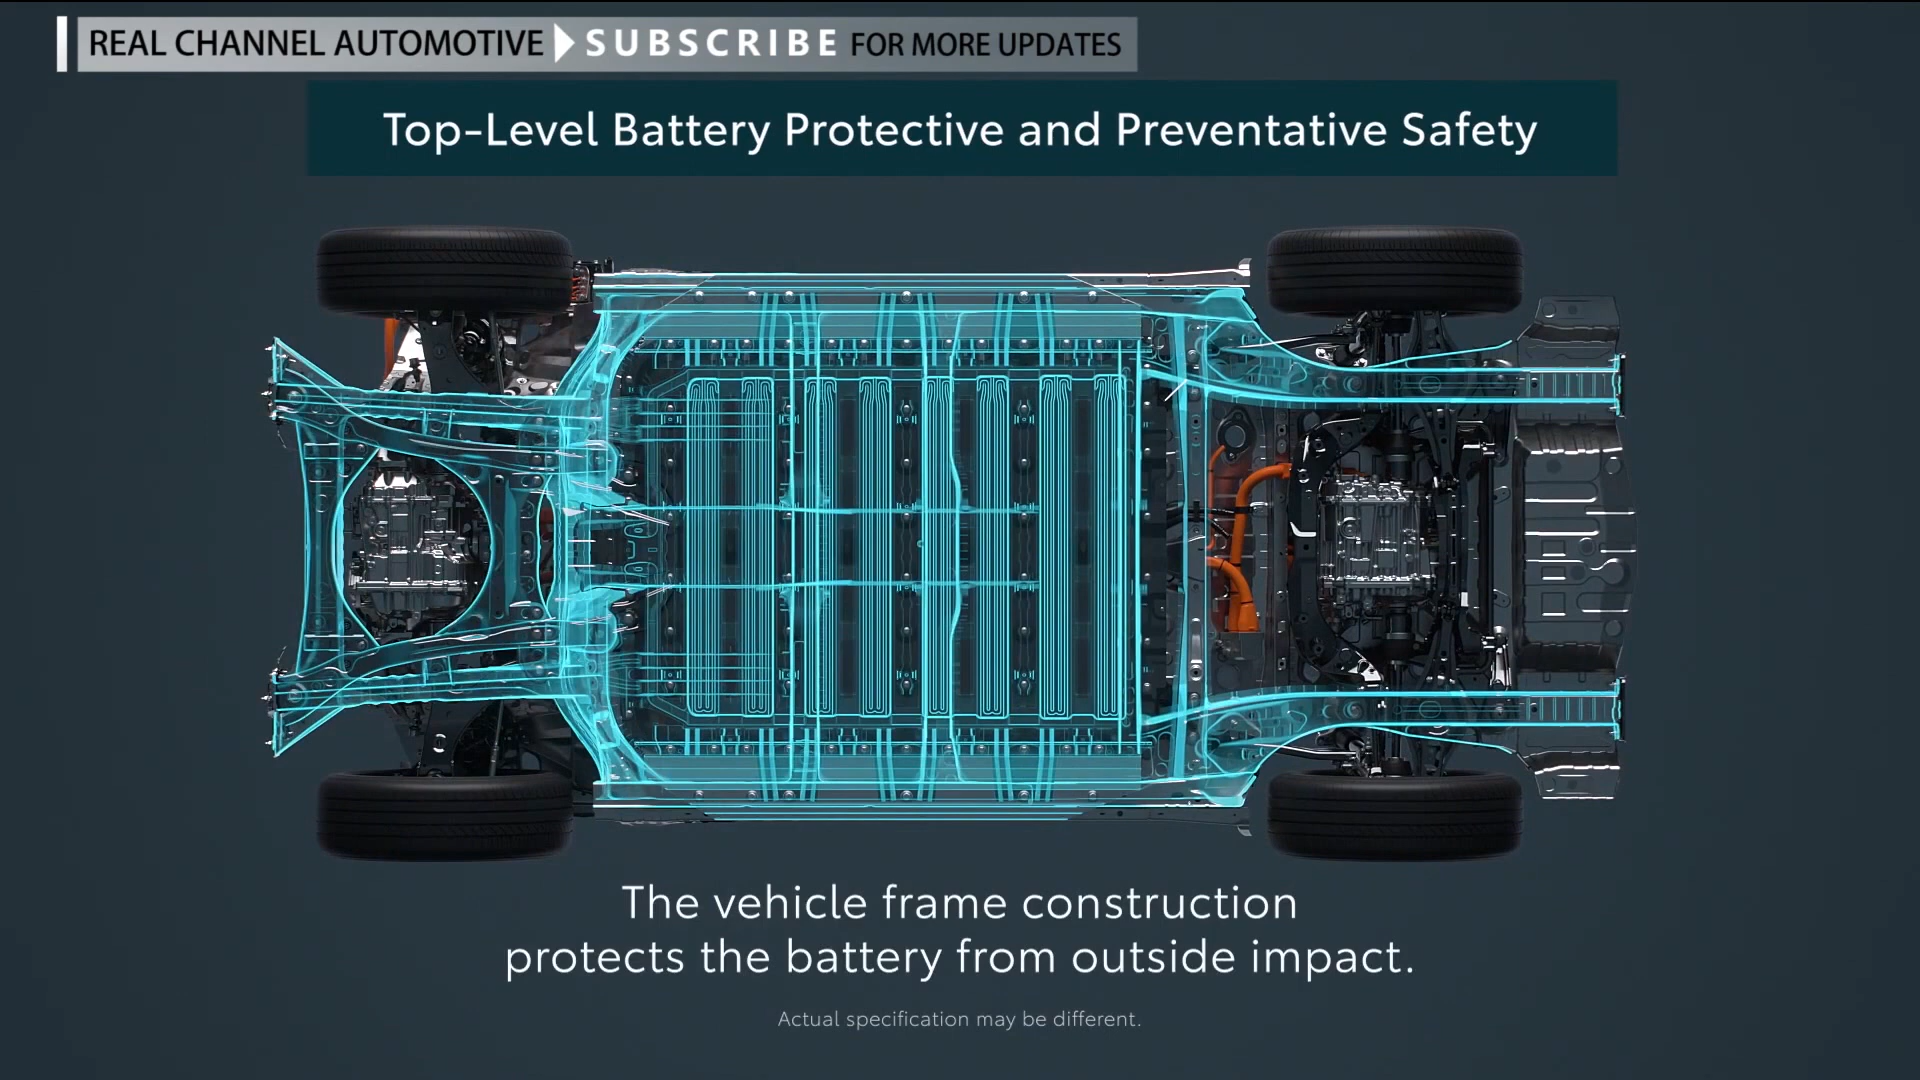 REAL CHANNEL AUTOMOTIVE SUBSCRIBE FOR MORE UPDATES
Top-Level Battery Protective and Preventative Safety
The vehicle frame construction
protects the battery from outside impact.
Actual specification may be different.